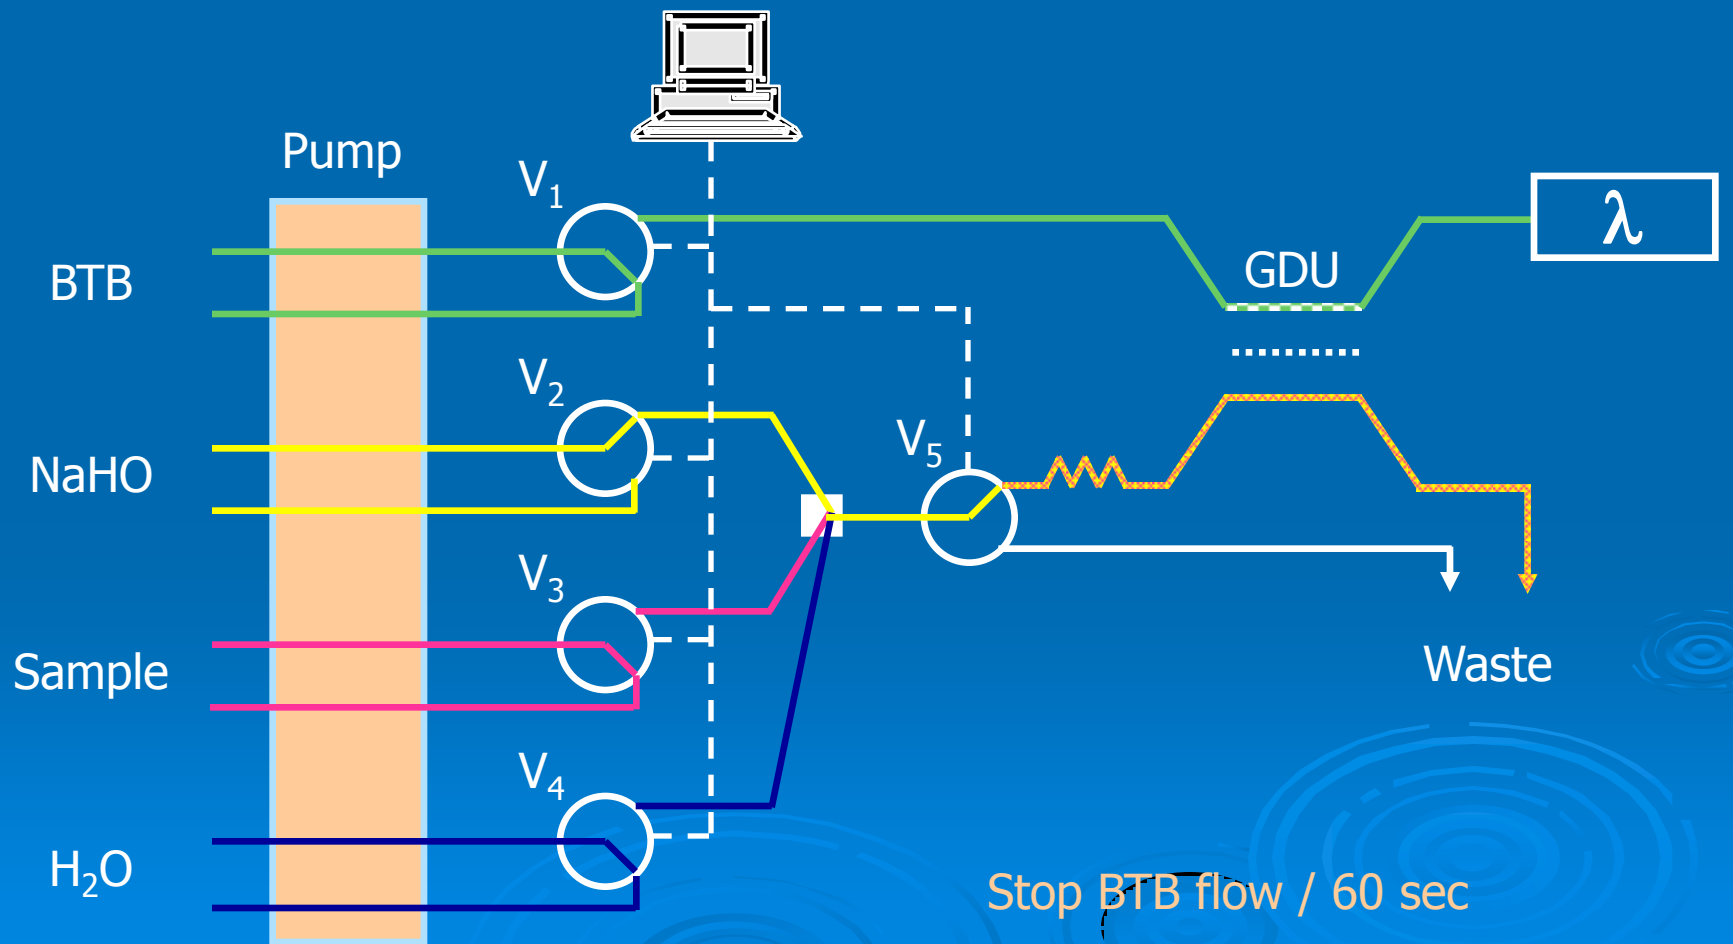 Pump
V₁
λ
BTB
GDU
V₂
V₅
NaHO
V₃
Sample
Waste
V₄
H₂O
Stop BTB flow / 60 sec